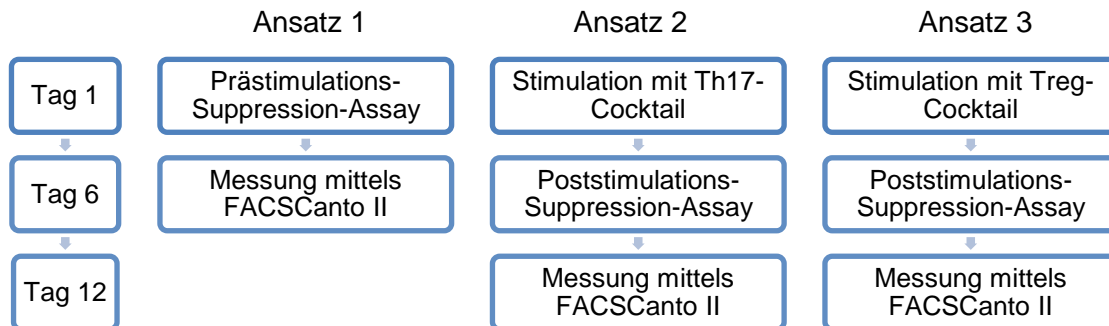 Ansatz 1
Ansatz 2
Ansatz 3
Tag 1
Prästimulations-
Suppression-Assay
Stimulation mit Th17-
Cocktail
Stimulation mit Treg-
Cocktail
Tag 6
Messung mittels
FACSCanto II
Poststimulations-
Suppression-Assay
Poststimulations-
Suppression-Assay
Tag 12
Messung mittels
FACSCanto II
Messung mittels
FACSCanto II